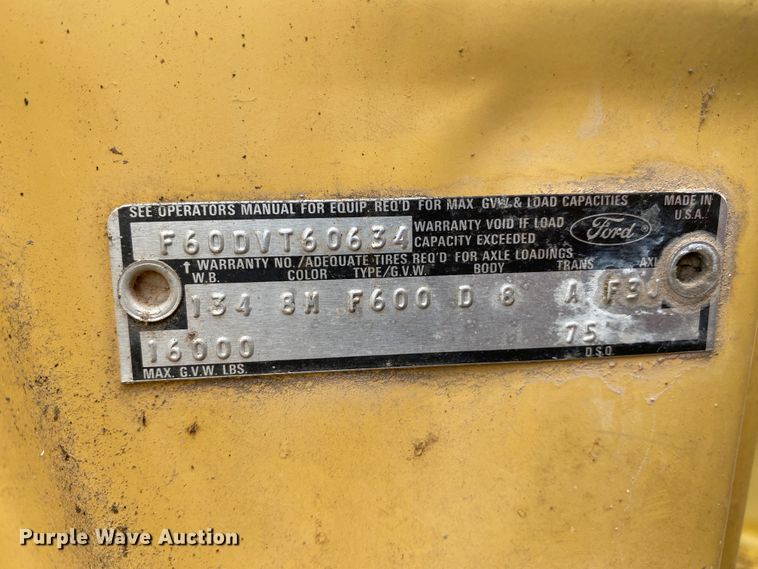 SEE OPERATORS MANUAL FOR EQUIP. REQ'D FOR MAX. GVW. & LOAD CAPACITIES
MADE IN
U.S.A.
F60DVT60634
WARRANTY VOID IF LOAD
CAPACITY EXCEEDED
Ford
↑ WARRANTY NO. / ADEQUATE TIRES REQ'D FOR AXLE LOADINGS
W.B. COLOR TYPE/G.V.W. BODY TRANS
134 8M F600 D 8 A F3J
16000 75
MAX. G.V.W. LBS. D.S.O.
Purple Wave Auction